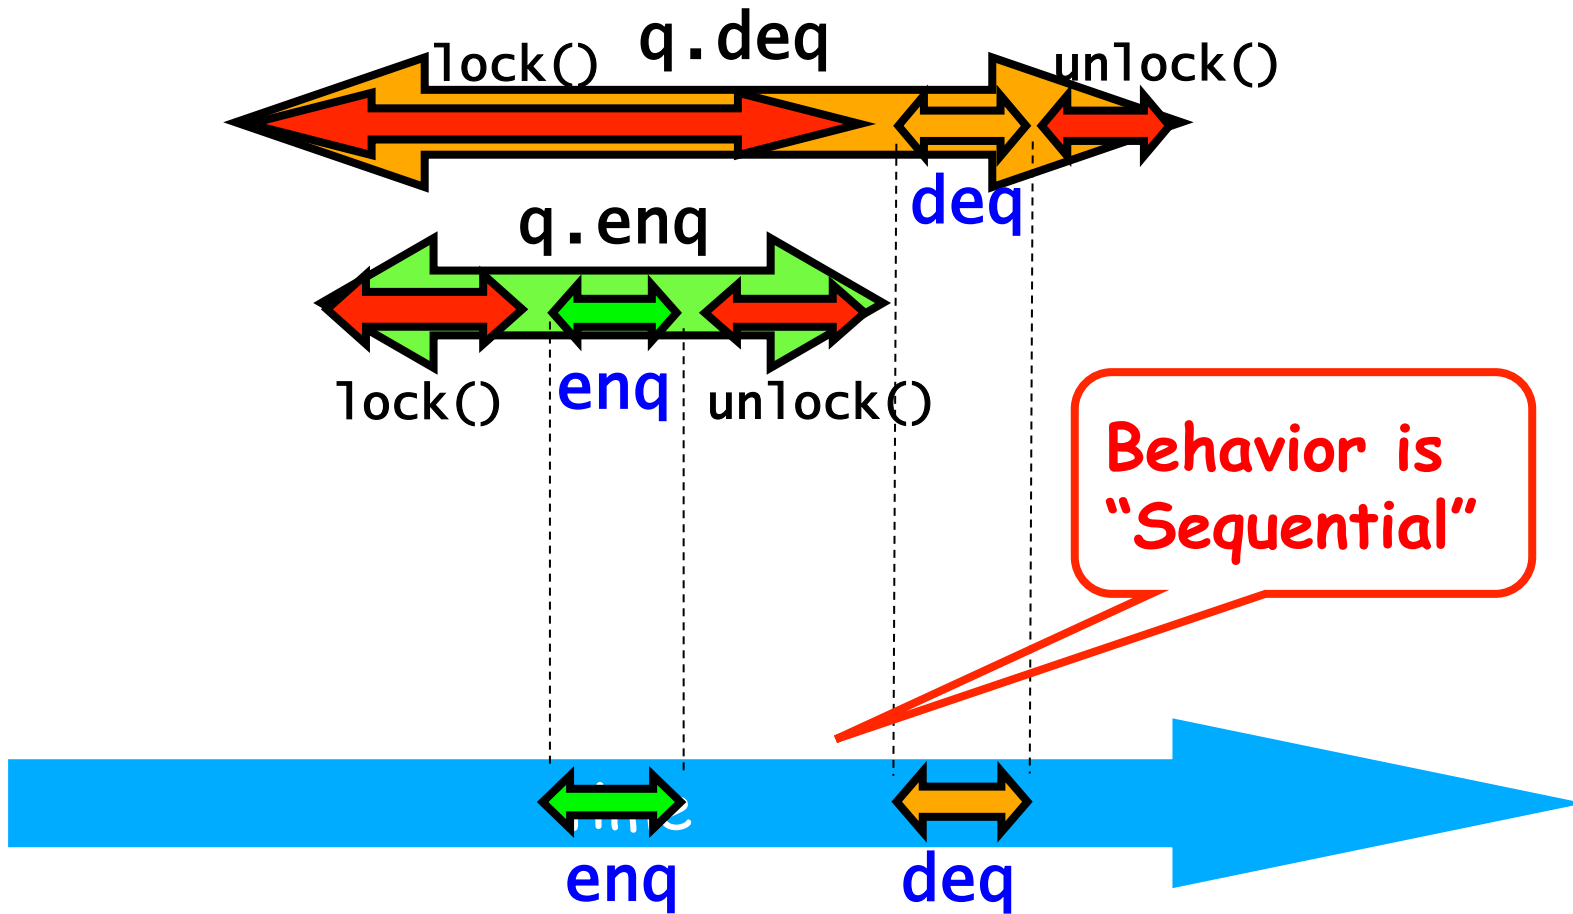 lock() q.deq unlock()
deq
q.enq
lock() enq unlock()
Behavior is
“Sequential”
enq deq